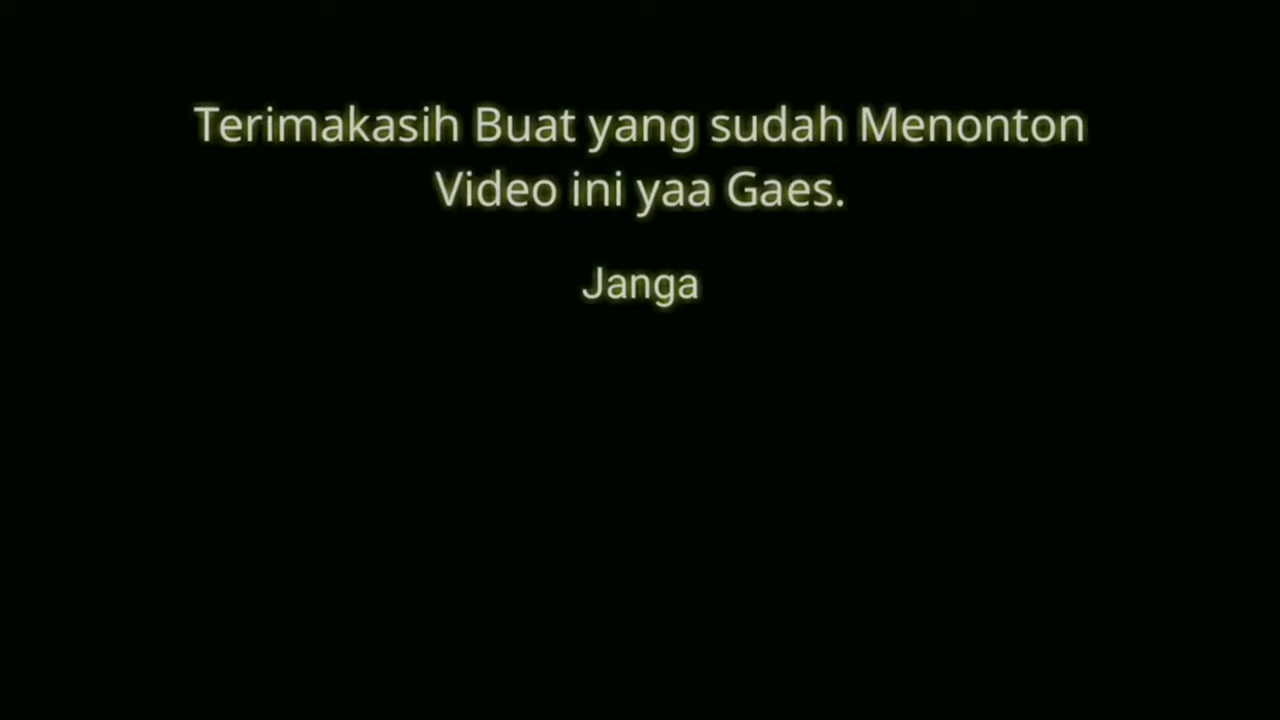 Terimakasih Buat yang sudah Menonton
Video ini yaa Gaes.
Janga